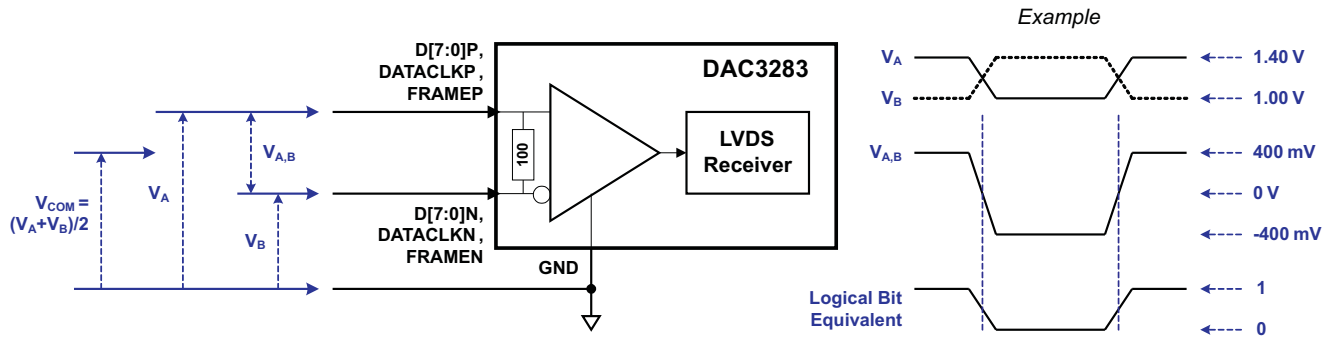 Example
D[7:0]P,
DATACLKP ,
FRAMEP
DAC3283
100
LVDS
Receiver
VA,B
VA
VCOM =
(VA+VB)/2
VB
D[7:0]N,
DATACLKN ,
FRAMEN
GND
VA
1.40 V
VB
1.00 V
VA,B
400 mV
0 V
-400 mV
Logical Bit
Equivalent
1
0